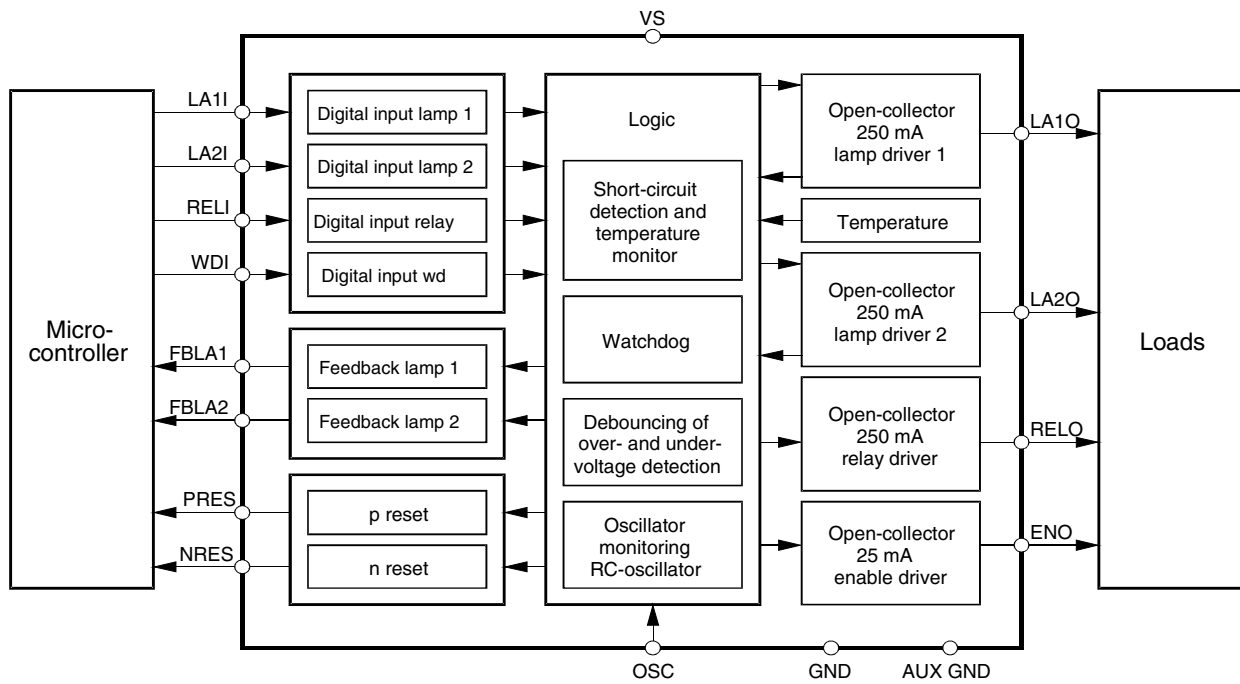 VS
Micro-
controller
LA1I
LA2I
RELI
WDI
FBLA1
FBLA2
PRES
NRES
Digital input lamp 1
Digital input lamp 2
Digital input relay
Digital input wd
Feedback lamp 1
Feedback lamp 2
p reset
n reset
Logic
Short-circuit
detection and
temperature
monitor
Watchdog
Debouncing of
over- and under-
voltage detection
Oscillator
monitoring
RC-oscillator
Open-collector
250 mA
lamp driver 1
Temperature
Open-collector
250 mA
lamp driver 2
Open-collector
250 mA
relay driver
Open-collector
25 mA
enable driver
LA1O
LA2O
RELO
ENO
Loads
OSC
GND
AUX GND